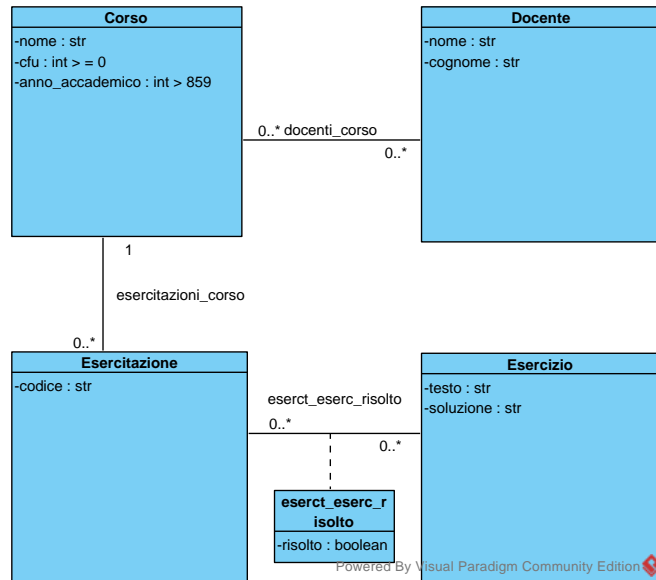 Corso
-nome : str
-cfu : int > = 0
-anno_accademico : int > 859
Docente
-nome : str
-cognome : str
0..* docenti_corso
0..*
1
esercitazioni_corso
0..*
Esercitazione
-codice : str
eserct_eserc_risolto
0..*
0..*
Esercizio
-testo : str
-soluzione : str
eserct_eserc_r
isolto
-risolto : boolean
Powered By Visual Paradigm Community Edition